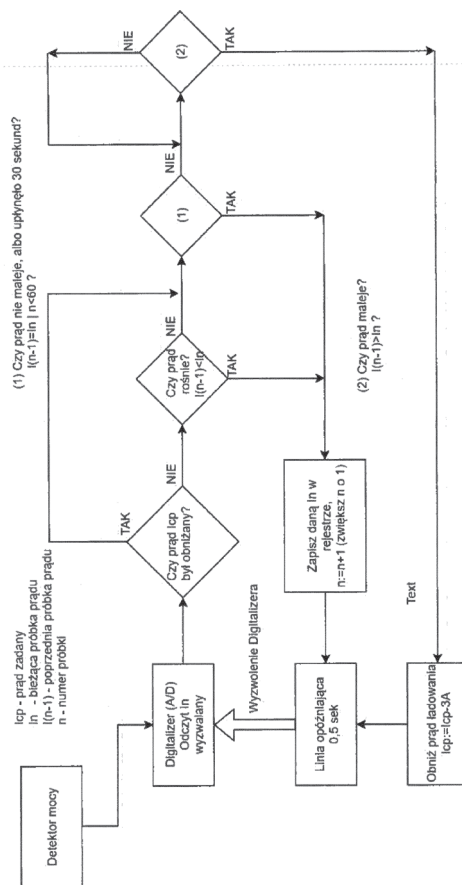 Icp - prąd zadany
In - bieżąca próbka prądu
I(n-1) - poprzednia próbka prądu
n - numer próbki
(1) Czy prąd nie maleje, albo upłynęło 30 sekund?
I(n-1)=In | n<60 ?
Detektor mocy
Digitalizer (A/D)
Odczyt In
wyzwalany
Czy prąd Icp
był obniżany?
TAK
NIE
Czy prąd
rośnie?
I(n-1)<In
NIE
TAK
(1)
NIE
TAK
(2)
NIE
TAK
Wyzwolenie Digitalizera
Linia opóźniająca
0,5 sek
Zapisz daną In w
rejestrze,
n:=n+1 (zwiększ n o 1)
(2) Czy prąd maleje?
I(n-1)>In ?
Obniż prąd ładowania
Icp:=Icp-3A
Text